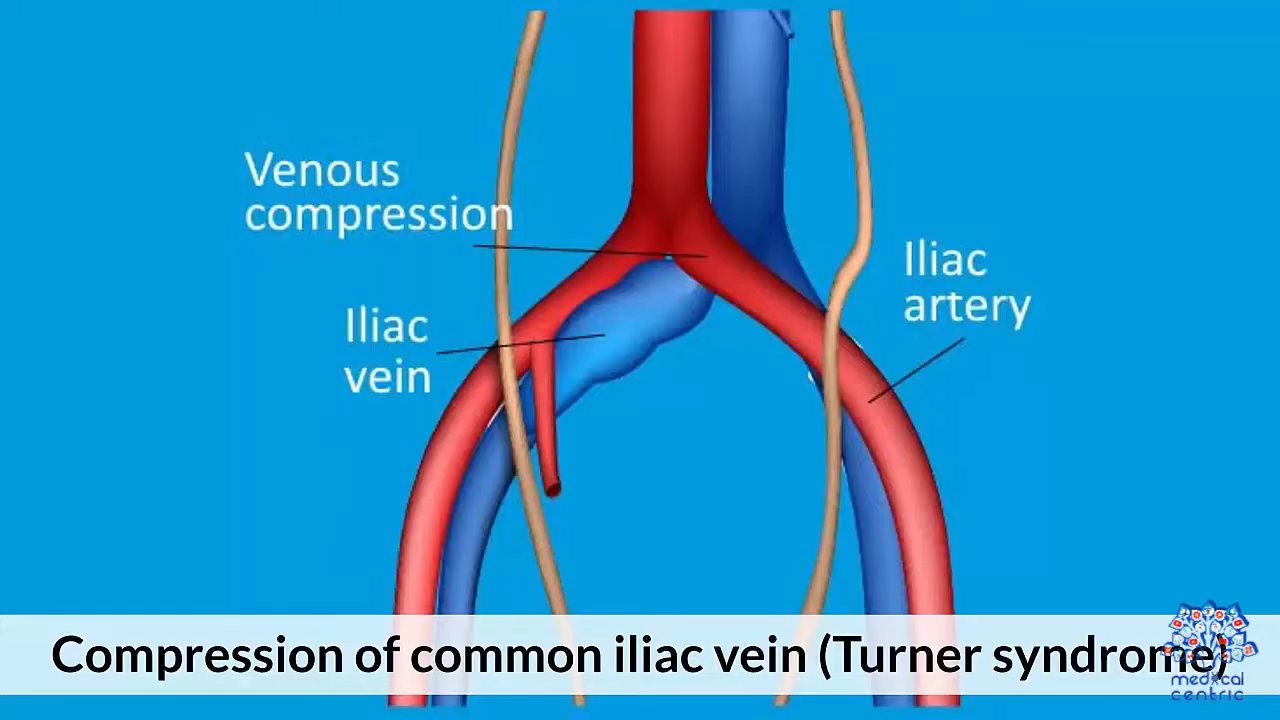 Venous
compression
Iliac
artery
Iliac
vein
Compression of common iliac vein (Turner syndrome)
medical
centric